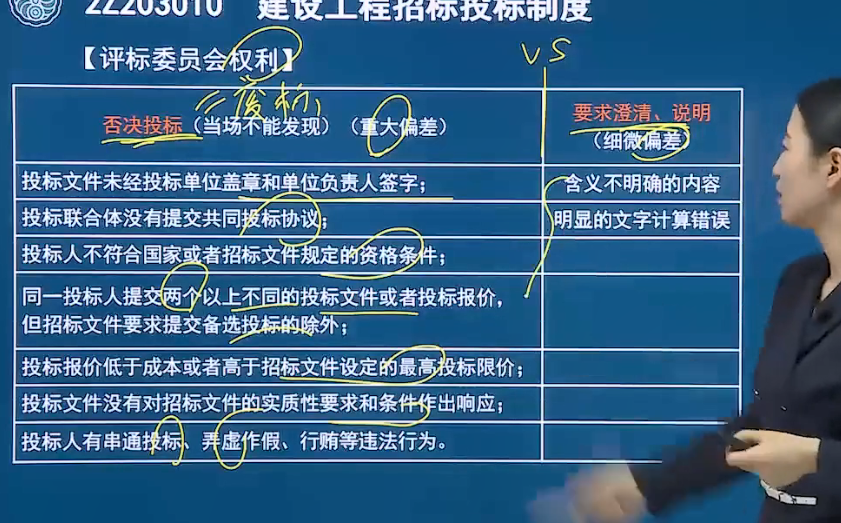 2Z203010 建设工程招标投标制度
【评标委员会权利】
VS
=废标,
否决投标（当场不能发现）（重大偏差）
要求澄清、说明
（细微偏差）
投标文件未经投标单位盖章和单位负责人签字；
含义不明确的内容
投标联合体没有提交共同投标协议；
明显的文字计算错误
投标人不符合国家或者招标文件规定的资格条件；
同一投标人提交两个以上不同的投标文件或者投标报价，
但招标文件要求提交备选投标的除外；
投标报价低于成本或者高于招标文件设定的最高投标限价；
投标文件没有对招标文件的实质性要求和条件作出响应；
投标人有串通投标、弄虚作假、行贿等违法行为。